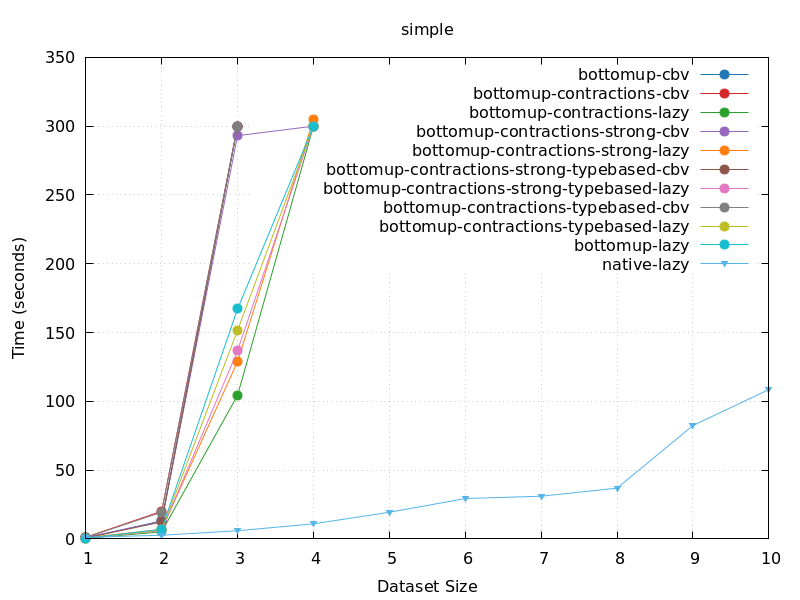 simple
350
300
250
200
150
100
50
0
Time (seconds)
bottomup-cbv
bottomup-contractions-cbv
bottomup-contractions-lazy
bottomup-contractions-strong-cbv
bottomup-contractions-strong-lazy
bottomup-contractions-strong-typebased-cbv
bottomup-contractions-strong-typebased-lazy
bottomup-contractions-typebased-cbv
bottomup-contractions-typebased-lazy
bottomup-lazy
native-lazy
1 2 3 4 5 6 7 8 9 10
Dataset Size